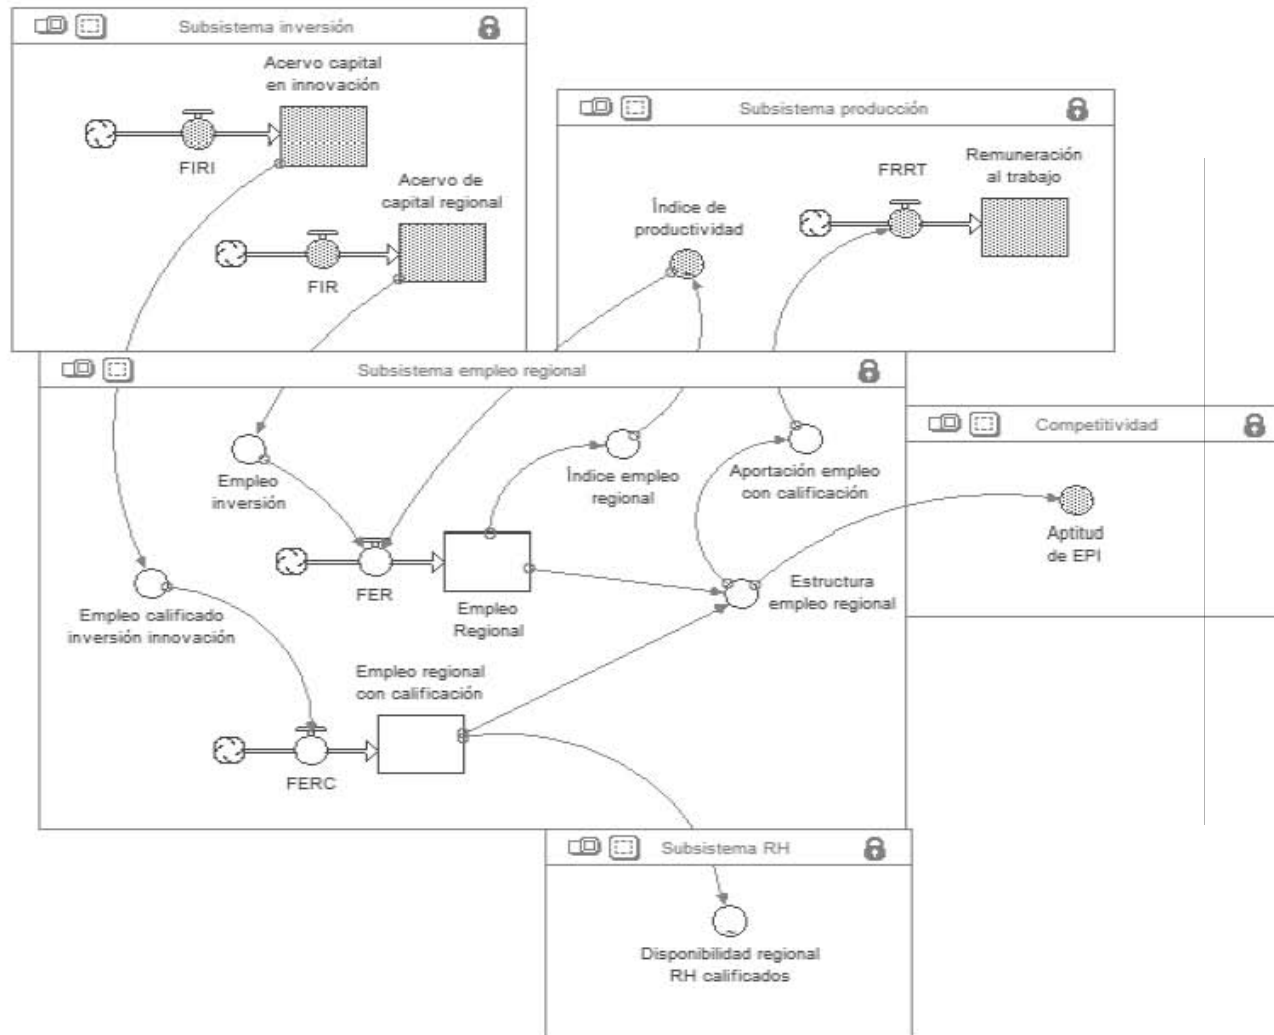 Subsistema inversión
Acervo capital
en innovación
FIRI
Acervo de
capital regional
FIR
Subsistema producción
FRRT
Remuneración
al trabajo
Índice de
productividad
Subsistema empleo regional
Empleo
inversión
Índice empleo
regional
Aportación empleo
con calificación
FER
Empleo
Regional
Estructura
empleo regional
Empleo calificado
inversión innovación
Empleo regional
con calificación
FERC
Competitividad
Aptitud
de EPI
Subsistema RH
Disponibilidad regional
RH calificados